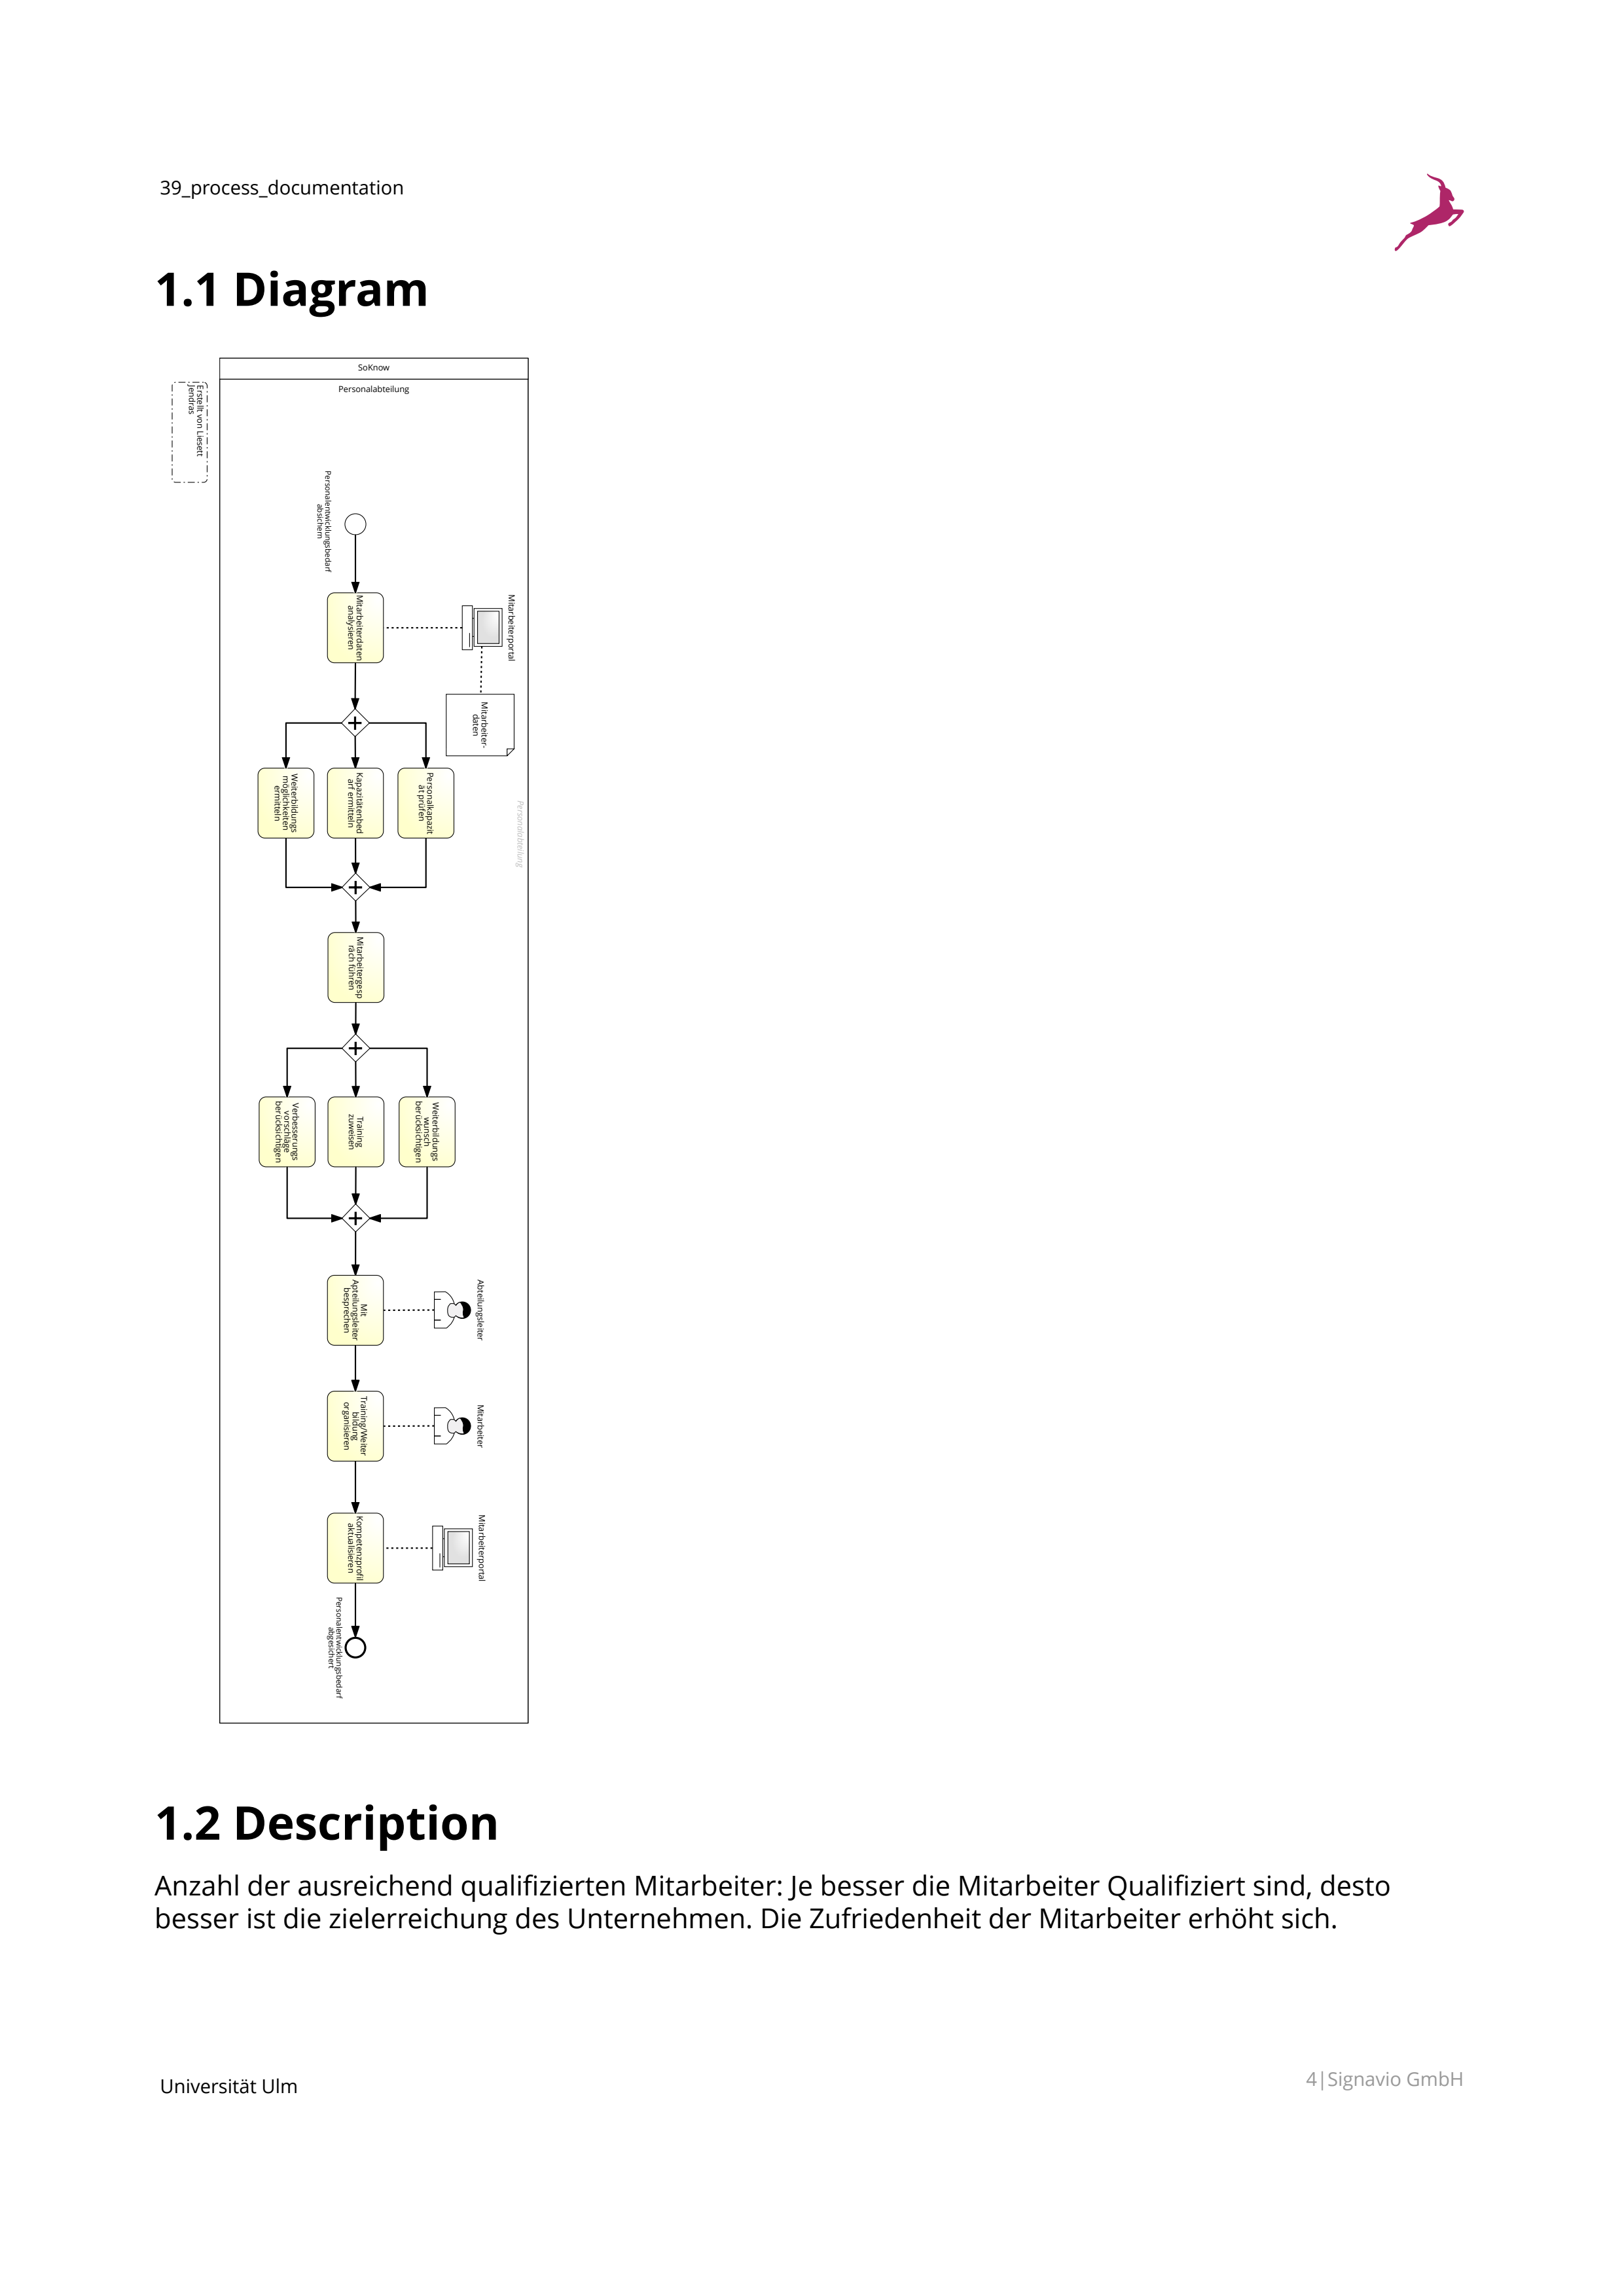 39_process_documentation
1.1 Diagram
SoKnow
Personalabteilung
Erstellt von Liesett
Jendras
Personalentwicklungsbedarf
absichern
Mitarbeiterdaten
analysieren
Mitarbeiterportal
Mitarbeiter-
daten
Weiterbildungs
möglichkeiten
ermitteln
Kapazitätenbed
arf ermitteln
Personalkapazit
ät prüfen
Personalabteilung
Mitarbeitergesp
räch führen
Verbesserungs
vorschläge
berücksichtigen
Training
zuweisen
Weiterbildungs
wunsch
berücksichtigen
Mit
Apteilungsleiter
besprechen
Abteilungsleiter
Training/Weiter
bildung
organisieren
Mitarbeiter
Kompetenzprofil
aktualisieren
Mitarbeiterportal
Personalentwicklungsbedarf
abgesichert
1.2 Description
Anzahl der ausreichend qualifizierten Mitarbeiter: Je besser die Mitarbeiter Qualifiziert sind, desto
besser ist die zielerreichung des Unternehmen. Die Zufriedenheit der Mitarbeiter erhöht sich.
Universität Ulm
4|Signavio GmbH